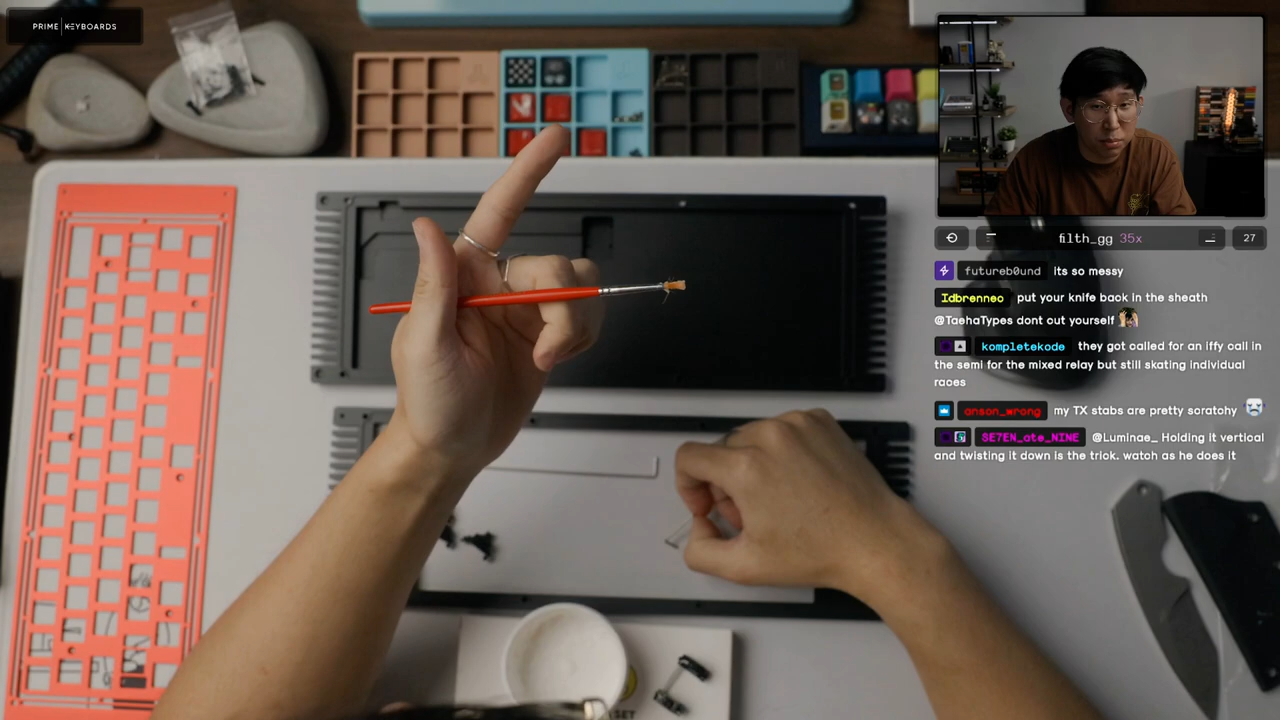 PRIME KEYBOARDS
filth_gg 35x
27
futureb0und its so messy
Idbrenneo put your knife back in the sheath
@TaehaTypes dont out yourself
kompletekode they got called for an iffy call in
the semi for the mixed relay but still skating individual
races
anson_wrong my TX stabs are pretty scratchy
SE7EN_ate_NINE @Luminae_ Holding it vertical
and twisting it down is the trick. watch as he does it
SET